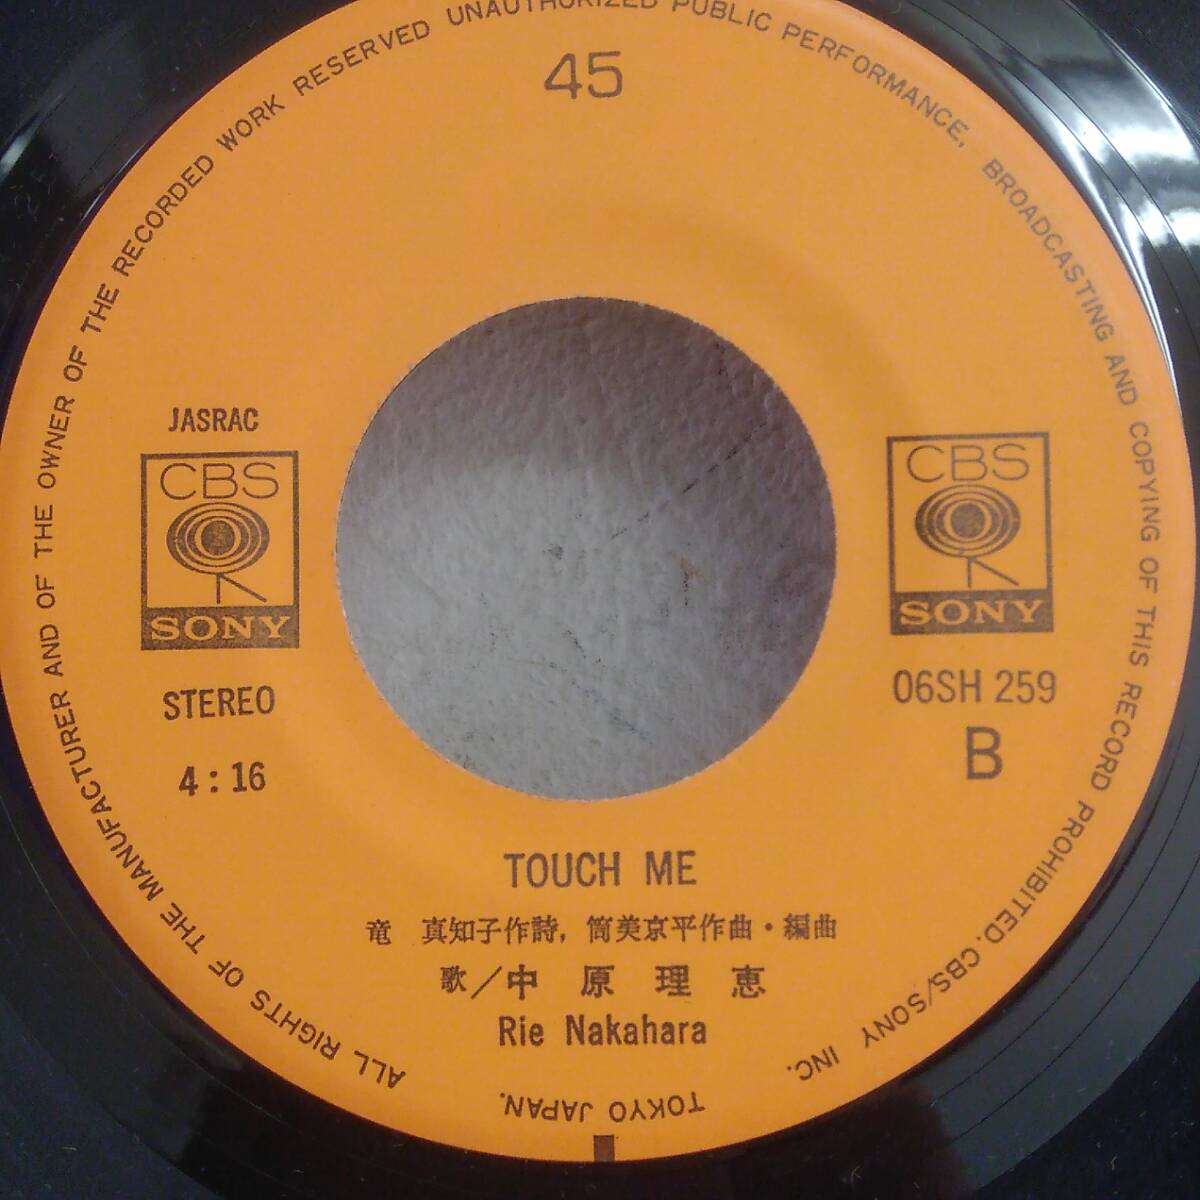 ALL RIGHTS OF THE MANUFACTURER AND OF THE OWNER OF THE RECORDED WORK RESERVED UNAUTHORIZED PUBLIC PERFORMANCE, BROADCASTING AND COPYING OF THIS RECORD PROHIBITED. CBS/SONY INC. TOKYO JAPAN.
45
JASRAC
CBS
SONY
STEREO
4:16
CBS
SONY
06SH 259
B
TOUCH ME
竜 真知子作詩, 筒美京平作曲・編曲
歌/中原理恵
Rie Nakahara